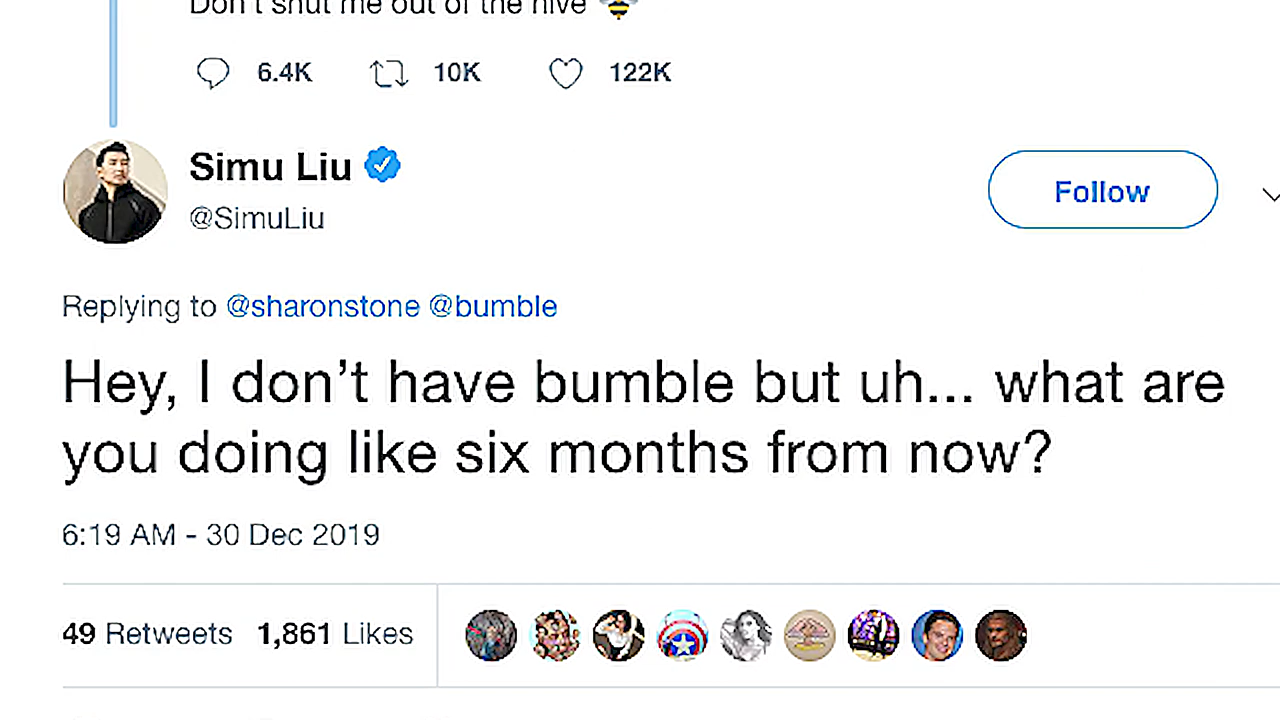 Don't shut me out of the hive
6.4K 10K 122K
Simu Liu
@SimuLiu
Follow
Replying to @sharonstone @bumble
Hey, I don’t have bumble but uh... what are
you doing like six months from now?
6:19 AM - 30 Dec 2019
49 Retweets 1,861 Likes